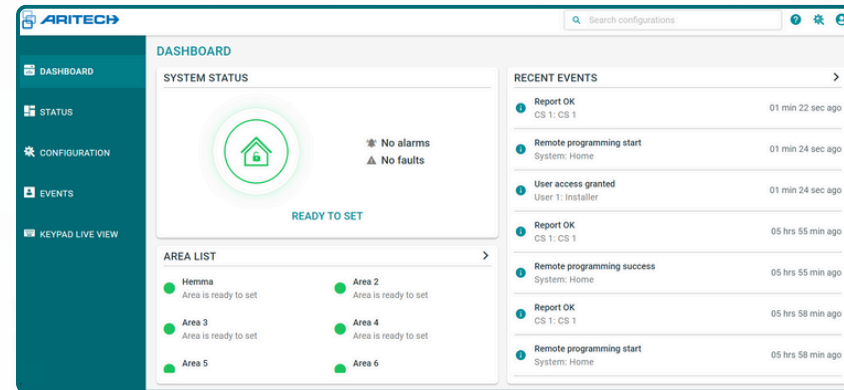 ARITECH
Search configurations
DASHBOARD
STATUS
CONFIGURATION
EVENTS
KEYPAD LIVE VIEW
DASHBOARD
SYSTEM STATUS
No alarms
No faults
READY TO SET
AREA LIST
Hemma
Area is ready to set
Area 2
Area is ready to set
Area 3
Area is ready to set
Area 4
Area is ready to set
Area 5
Area 6
RECENT EVENTS
Report OK
CS 1: CS 1
01 min 22 sec ago
Remote programming start
System: Home
01 min 24 sec ago
User access granted
User 1: Installer
01 min 24 sec ago
Report OK
CS 1: CS 1
05 hrs 55 min ago
Remote programming success
System: Home
05 hrs 55 min ago
Report OK
CS 1: CS 1
05 hrs 58 min ago
Remote programming start
System: Home
05 hrs 58 min ago